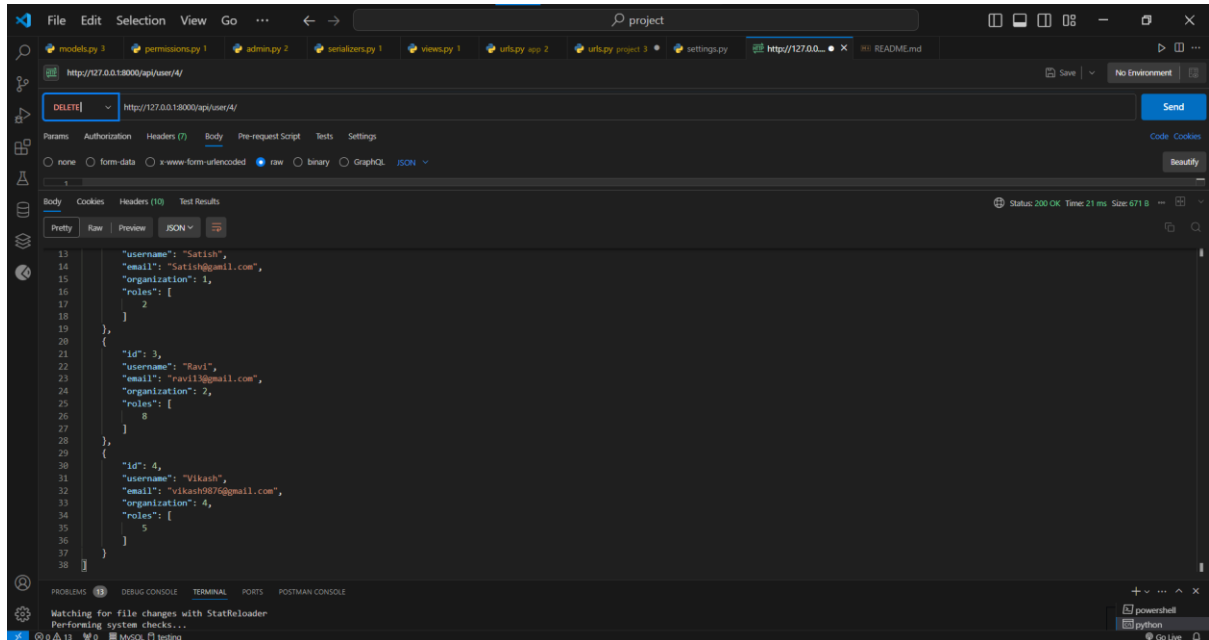 File Edit Selection View Go ··· ← → project
models.py 3 permissions.py 1 admin.py 2 serializers.py 1 views.py 1 urls.py app 2 urls.py project 3 settings.py http://127.0.0.... README.md
http://127.0.0.1:8000/api/user/4/ Save No Environment
DELETE http://127.0.0.1:8000/api/user/4/ Send
Params Authorization Headers (7) Body Pre-request Script Tests Settings Code Cookies
none form-data x-www-form-urlencoded raw binary GraphQL JSON Beautify
1
Body Cookies Headers (10) Test Results Status: 200 OK Time: 21 ms Size: 671 B
Pretty Raw Preview JSON
13 "username": "Satish",
14 "email": "Satish@gamil.com",
15 "organization": 1,
16 "roles": [
17 2
18 ]
19 },
20 {
21 "id": 3,
22 "username": "Ravi",
23 "email": "ravi13@gmail.com",
24 "organization": 2,
25 "roles": [
26 8
27 ]
28 },
29 {
30 "id": 4,
31 "username": "Vikash",
32 "email": "vikash9876@gmail.com",
33 "organization": 4,
34 "roles": [
35 5
36 ]
37 }
38 ]
PROBLEMS 13 DEBUG CONSOLE TERMINAL PORTS POSTMAN CONSOLE
Watching for file changes with StatReloader
Performing system checks...
powershell
python
0 13 0 MySQL testing Go Live